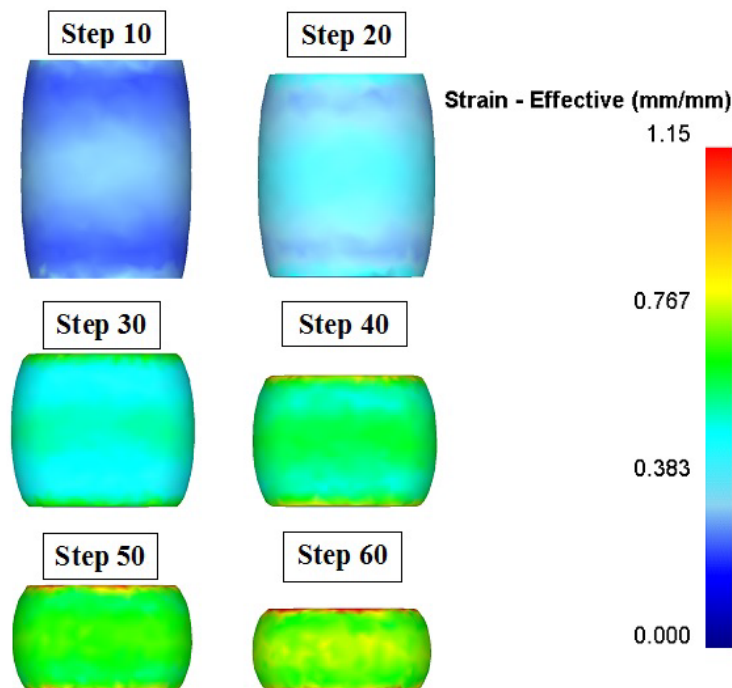 Step 10
Step 20
Strain - Effective (mm/mm)
1.15
0.767
Step 30
Step 40
0.383
Step 50
Step 60
0.000